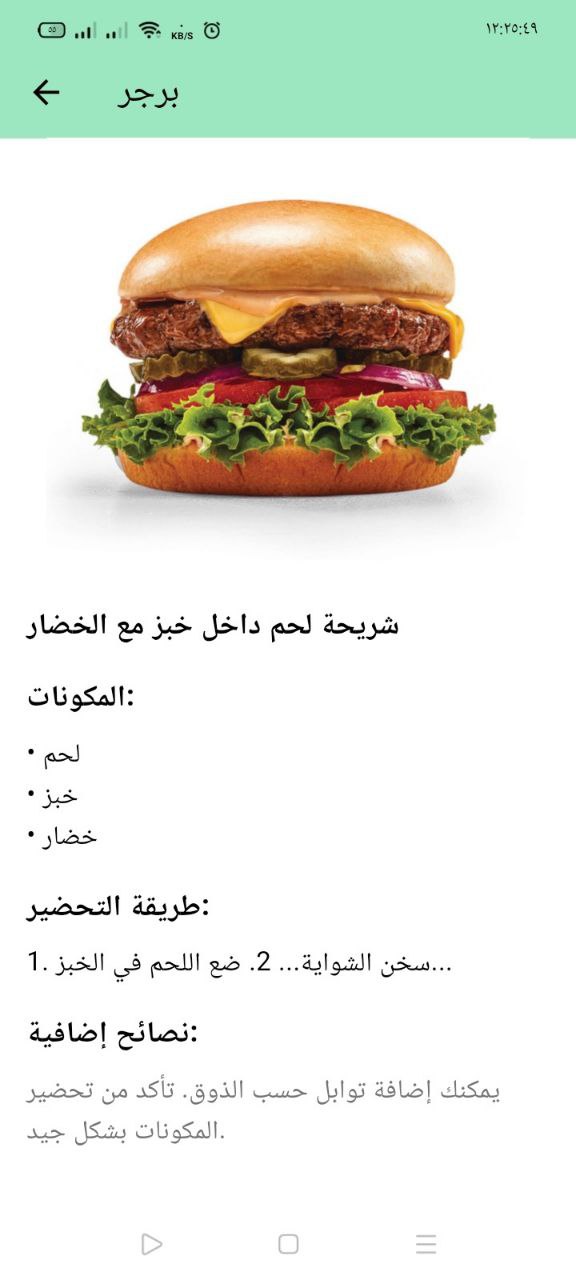 ٥٥ KB/S ١٢:٢٥:٤٩
برجر
شريحة لحم داخل خبز مع الخضار
المكونات:
• لحم
• خبز
• خضار
طريقة التحضير:
1. سخن الشواية... 2. ضع اللحم في الخبز...
نصائح إضافية:
يمكنك إضافة توابل حسب الذوق. تأكد من تحضير
المكونات بشكل جيد.